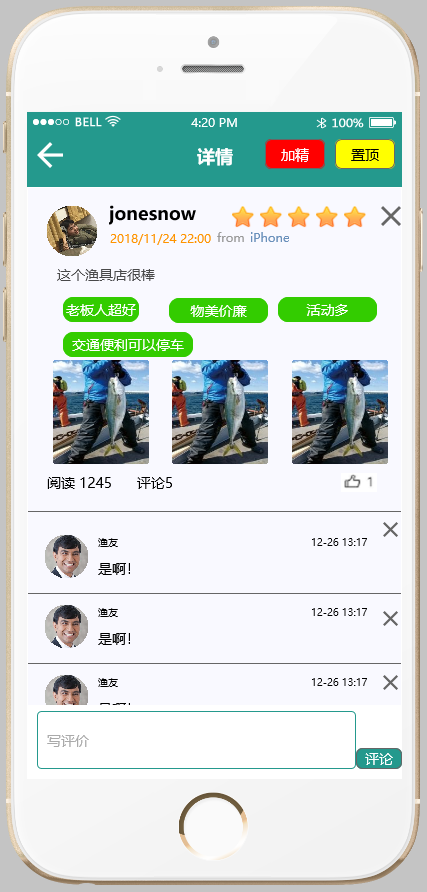 BELL 4:20 PM 100%
详情 加精 置顶
jonesnow
2018/11/24 22:00 from iPhone
这个渔具店很棒
老板人超好 物美价廉 活动多
交通便利可以停车
阅读 1245 评论5 1
渔友 12-26 13:17
是啊!
渔友 12-26 13:17
是啊!
渔友 12-26 13:17
是啊!
写评价
评论